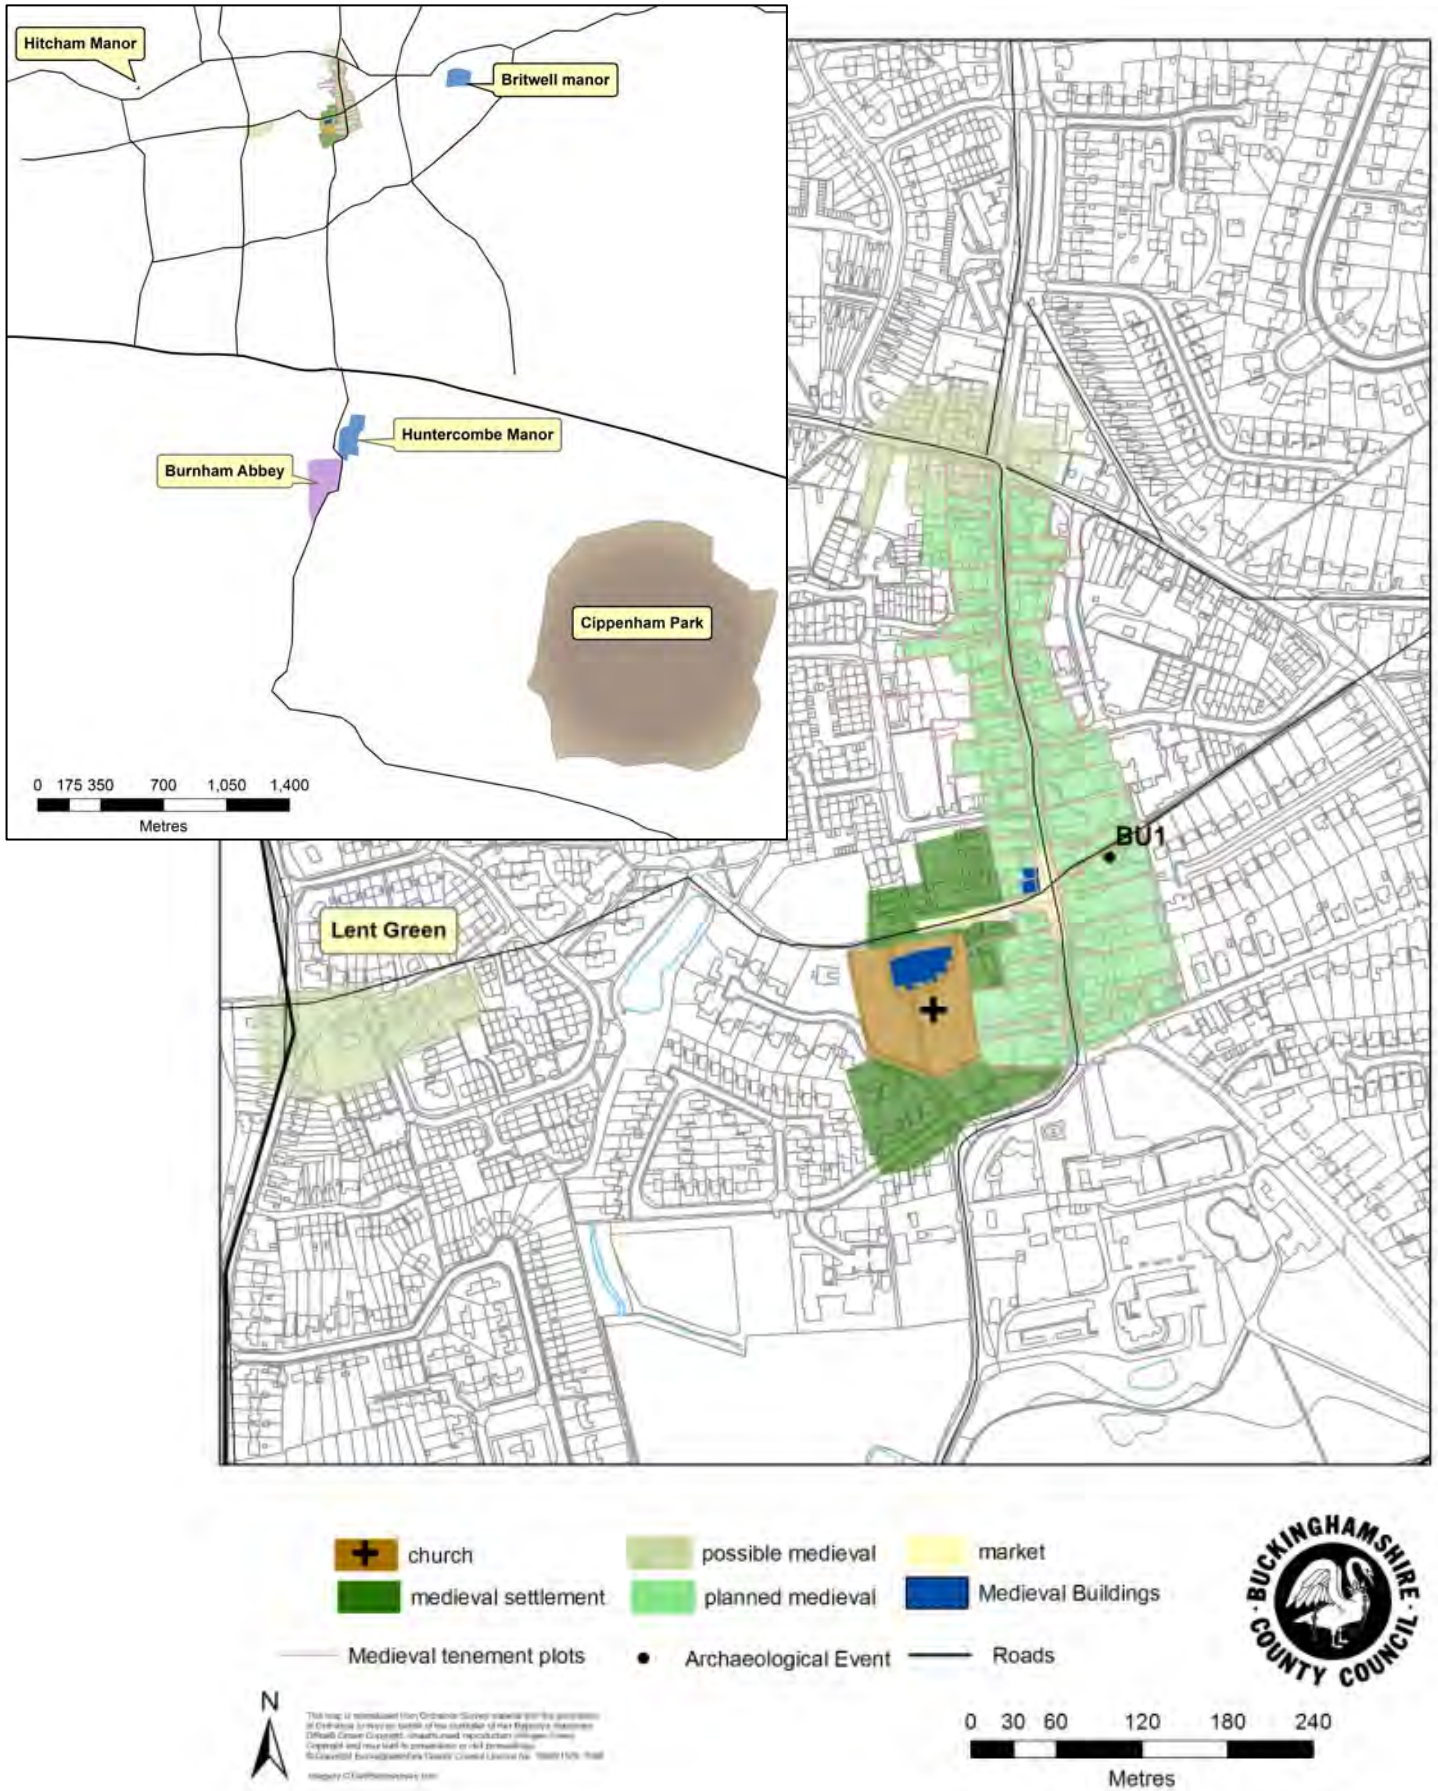 Hitcham Manor
Britwell manor
Huntercombe Manor
Burnham Abbey
Cippenham Park
0 175 350 700 1,050 1,400
Metres
BU1
Lent Green
church
possible medieval
market
medieval settlement
planned medieval
Medieval Buildings
Medieval tenement plots
Archaeological Event
Roads
BUCKINGHAMSHIRE
COUNTY COUNCIL
N
0 30 60 120 180 240
Metres